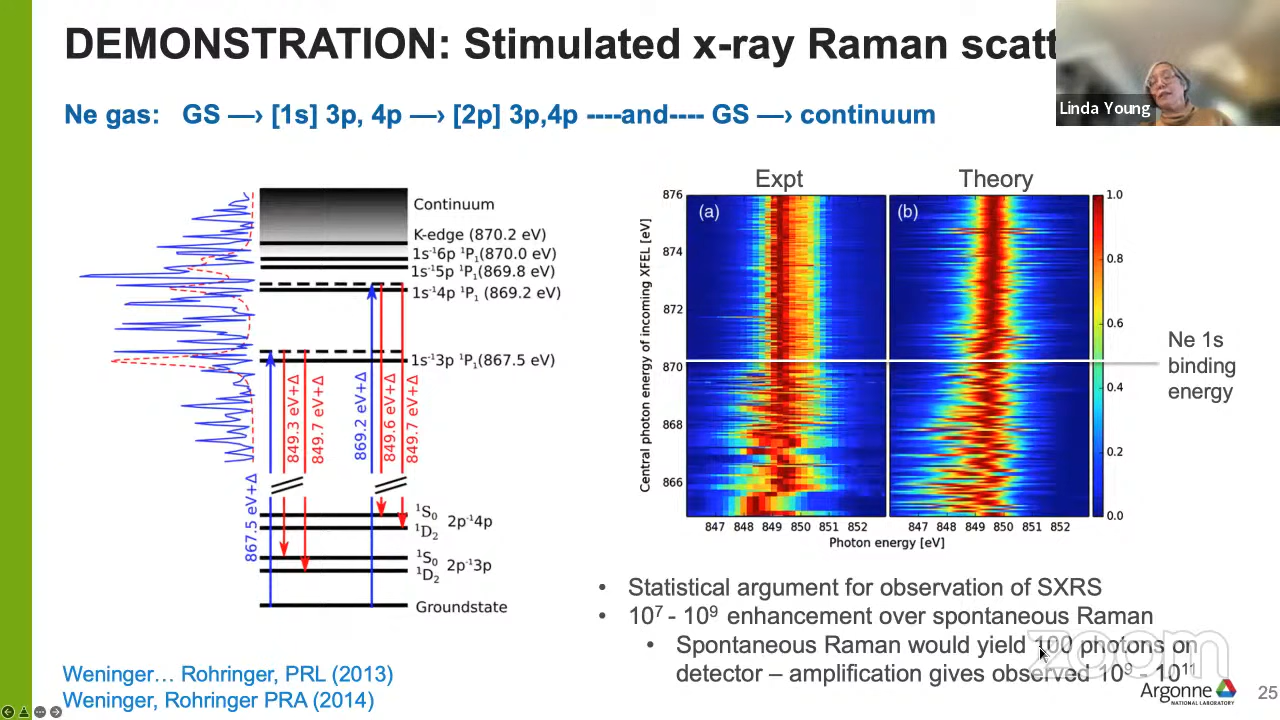 DEMONSTRATION: Stimulated x-ray Raman scatt
Linda Young
Ne gas: GS —› [1s] 3p, 4p —› [2p] 3p,4p ----and---- GS —› continuum
Continuum
K-edge (870.2 eV)
1s⁻¹6p ¹P₁(870.0 eV)
1s⁻¹5p ¹P₁(869.8 eV)
1s⁻¹4p ¹P₁ (869.2 eV)
1s⁻¹3p ¹P₁(867.5 eV)
867.5 eV+Δ
849.3 eV+Δ
849.7 eV+Δ
869.2 eV+Δ
849.6 eV+Δ
849.7 eV+Δ
¹S₀
2p⁻¹4p
¹D₂
¹S₀
2p⁻¹3p
¹D₂
Groundstate
Expt
Theory
(a)
(b)
Central photon energy of incoming XFEL [eV]
876
874
872
870
868
866
847 848 849 850 851 852
847 848 849 850 851 852
Photon energy [eV]
1.0
0.8
0.6
0.4
0.2
0.0
Ne 1s
binding
energy
• Statistical argument for observation of SXRS
• 10⁷ - 10⁹ enhancement over spontaneous Raman
• Spontaneous Raman would yield 100 photons on
detector – amplification gives observed 10⁹ - 10¹¹
zoom
Weninger… Rohringer, PRL (2013)
Weninger, Rohringer PRA (2014)
Argonne
NATIONAL LABORATORY
25